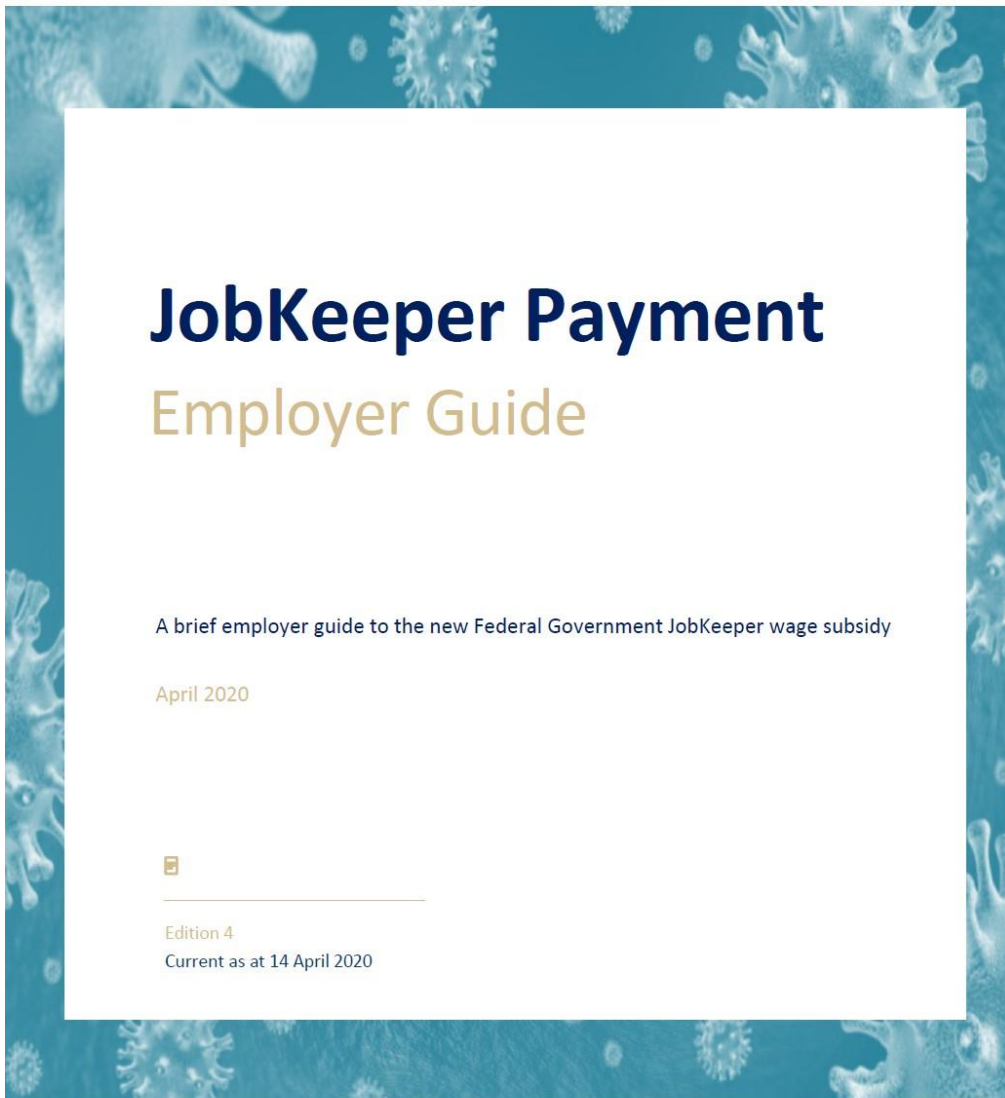 JobKeeper Payment
Employer Guide
A brief employer guide to the new Federal Government JobKeeper wage subsidy
April 2020
Edition 4
Current as at 14 April 2020